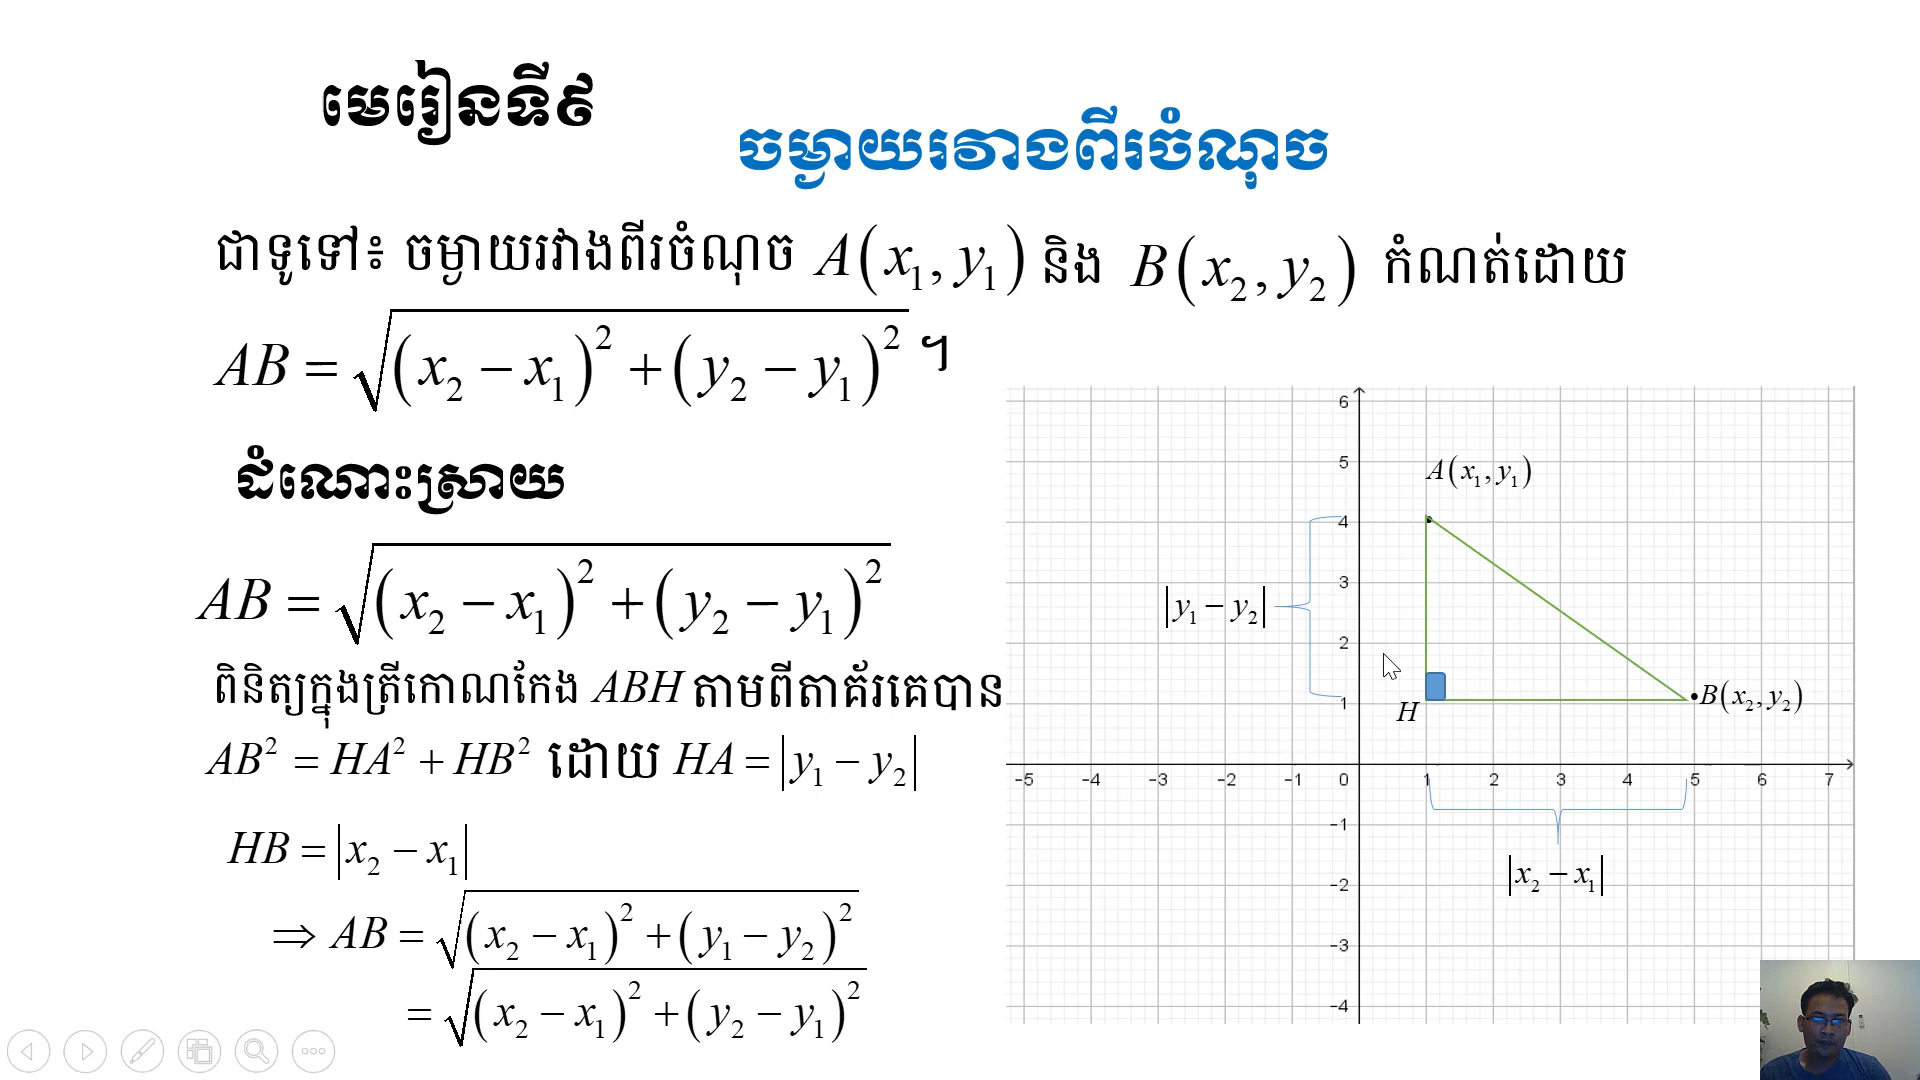 មេរៀនទី៩
ចម្ងាយរវាងពីរចំណុច
ជាទូទៅ៖ ចម្ងាយរវាងពីរចំណុច A(x₁, y₁) និង B(x₂, y₂) កំណត់ដោយ
AB = √((x₂ − x₁)² + (y₂ − y₁)²) ។
ដំណោះស្រាយ
AB = √((x₂ − x₁)² + (y₂ − y₁)²)
ពិនិត្យក្នុងត្រីកោណកែង ABH តាមពីតាគ័រគេបាន
AB² = HA² + HB² ដោយ HA = |y₁ − y₂|
HB = |x₂ − x₁|
⇒ AB = √((x₂ − x₁)² + (y₁ − y₂)²)
= √((x₂ − x₁)² + (y₂ − y₁)²)
6
5
A(x₁, y₁)
4
3
|y₁ − y₂|
2
1
H
B(x₂, y₂)
-5 -4 -3 -2 -1 0 1 2 3 4 5 6 7
-1
|x₂ − x₁|
-2
-3
-4